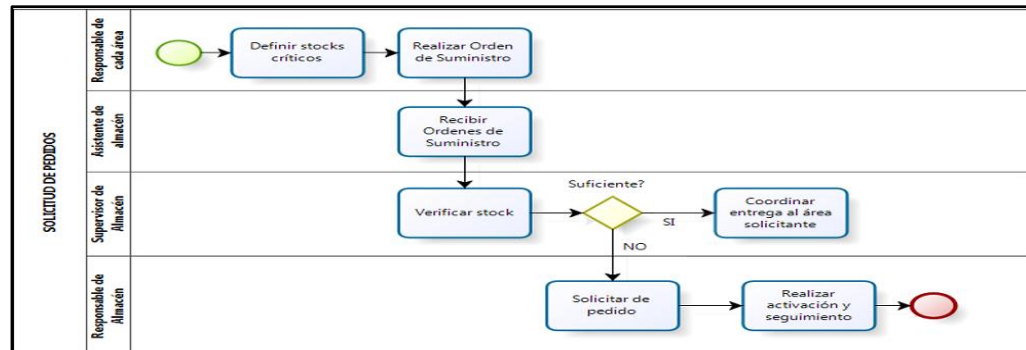 SOLICITUD DE PEDIDOS
Responsable de
cada área
Definir stocks
críticos
Realizar Orden
de Suministro
Asistente de
almacén
Recibir
Ordenes de
Suministro
Supervisor de
Almacén
Verificar stock
Suficiente?
SI
NO
Coordinar
entrega al área
solicitante
Responsable de
Almacén
Solicitar de
pedido
Realizar
activación y
seguimiento